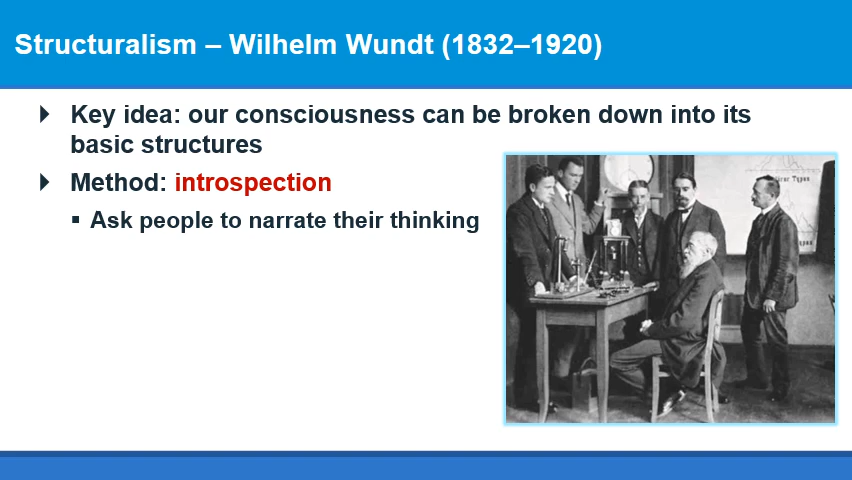 Structuralism – Wilhelm Wundt (1832–1920)
Key idea: our consciousness can be broken down into its
basic structures
Method: introspection
Ask people to narrate their thinking
Typen